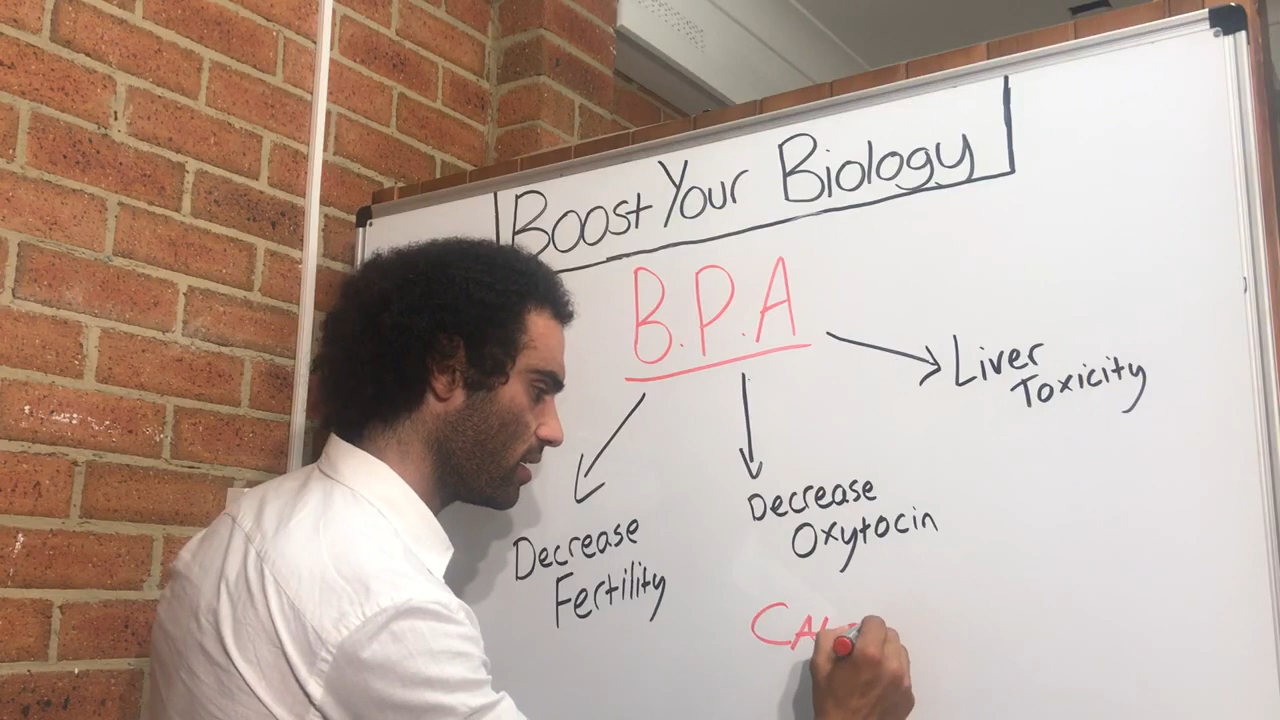 Boost Your Biology
B.P.A
Liver
Toxicity
Decrease
Oxytocin
Decrease
Fertility